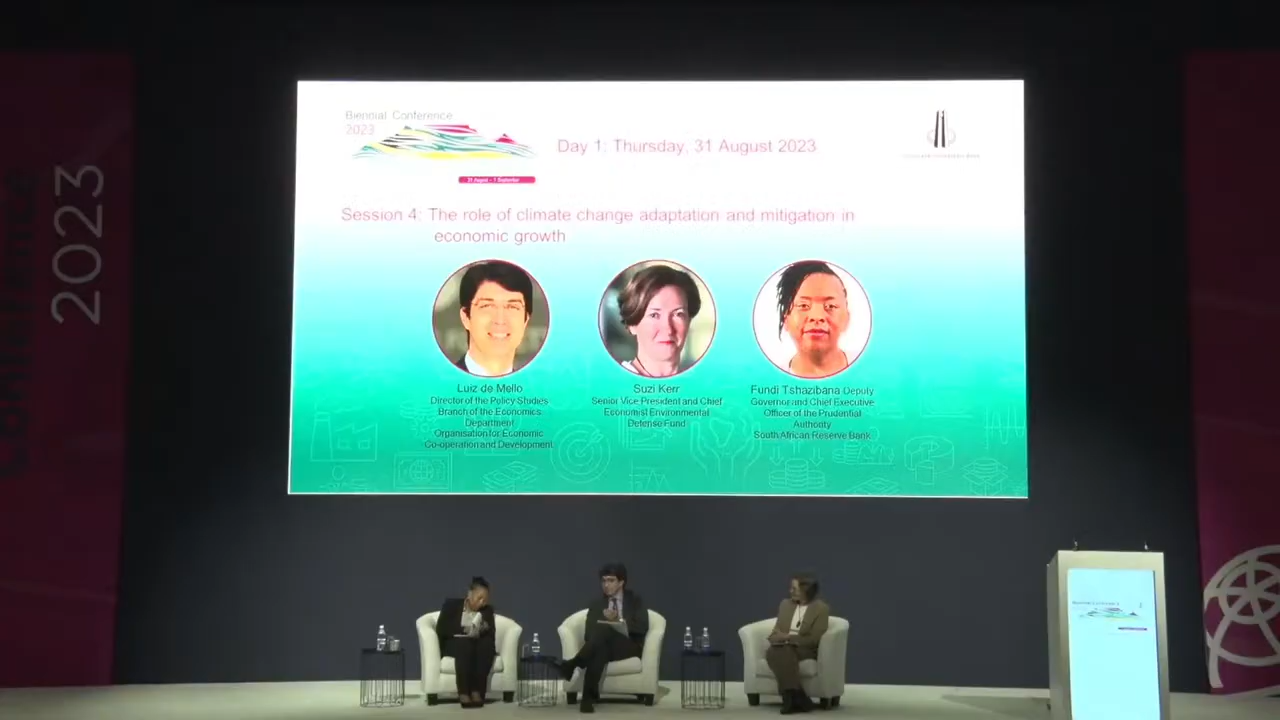 Biennial Conference
2023
31 August - 1 September
Day 1: Thursday, 31 August 2023
Session 4: The role of climate change adaptation and mitigation in
economic growth
Luiz de Mello
Director of the Policy Studies
Branch of the Economics
Department
Organisation for Economic
Co-operation and Development
Suzi Kerr
Senior Vice President and Chief
Economist Environmental
Defense Fund
Fundi Tshazibana Deputy
Governor and Chief Executive
Officer of the Prudential
Authority
South African Reserve Bank
Conference
2023